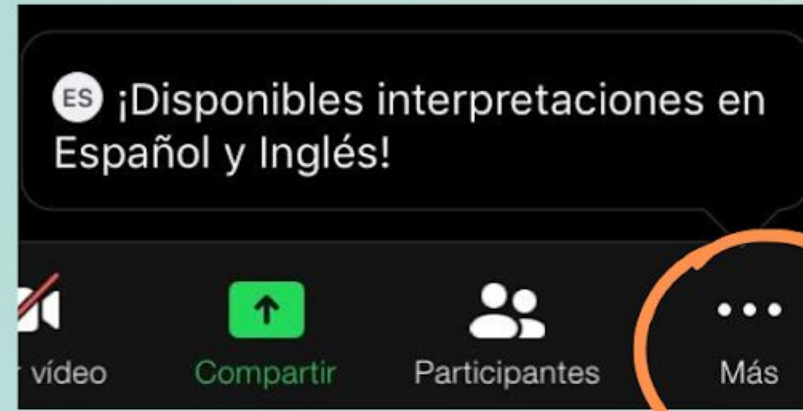 ES ¡Disponibles interpretaciones en
Español y Inglés!
vídeo Compartir Participantes Más